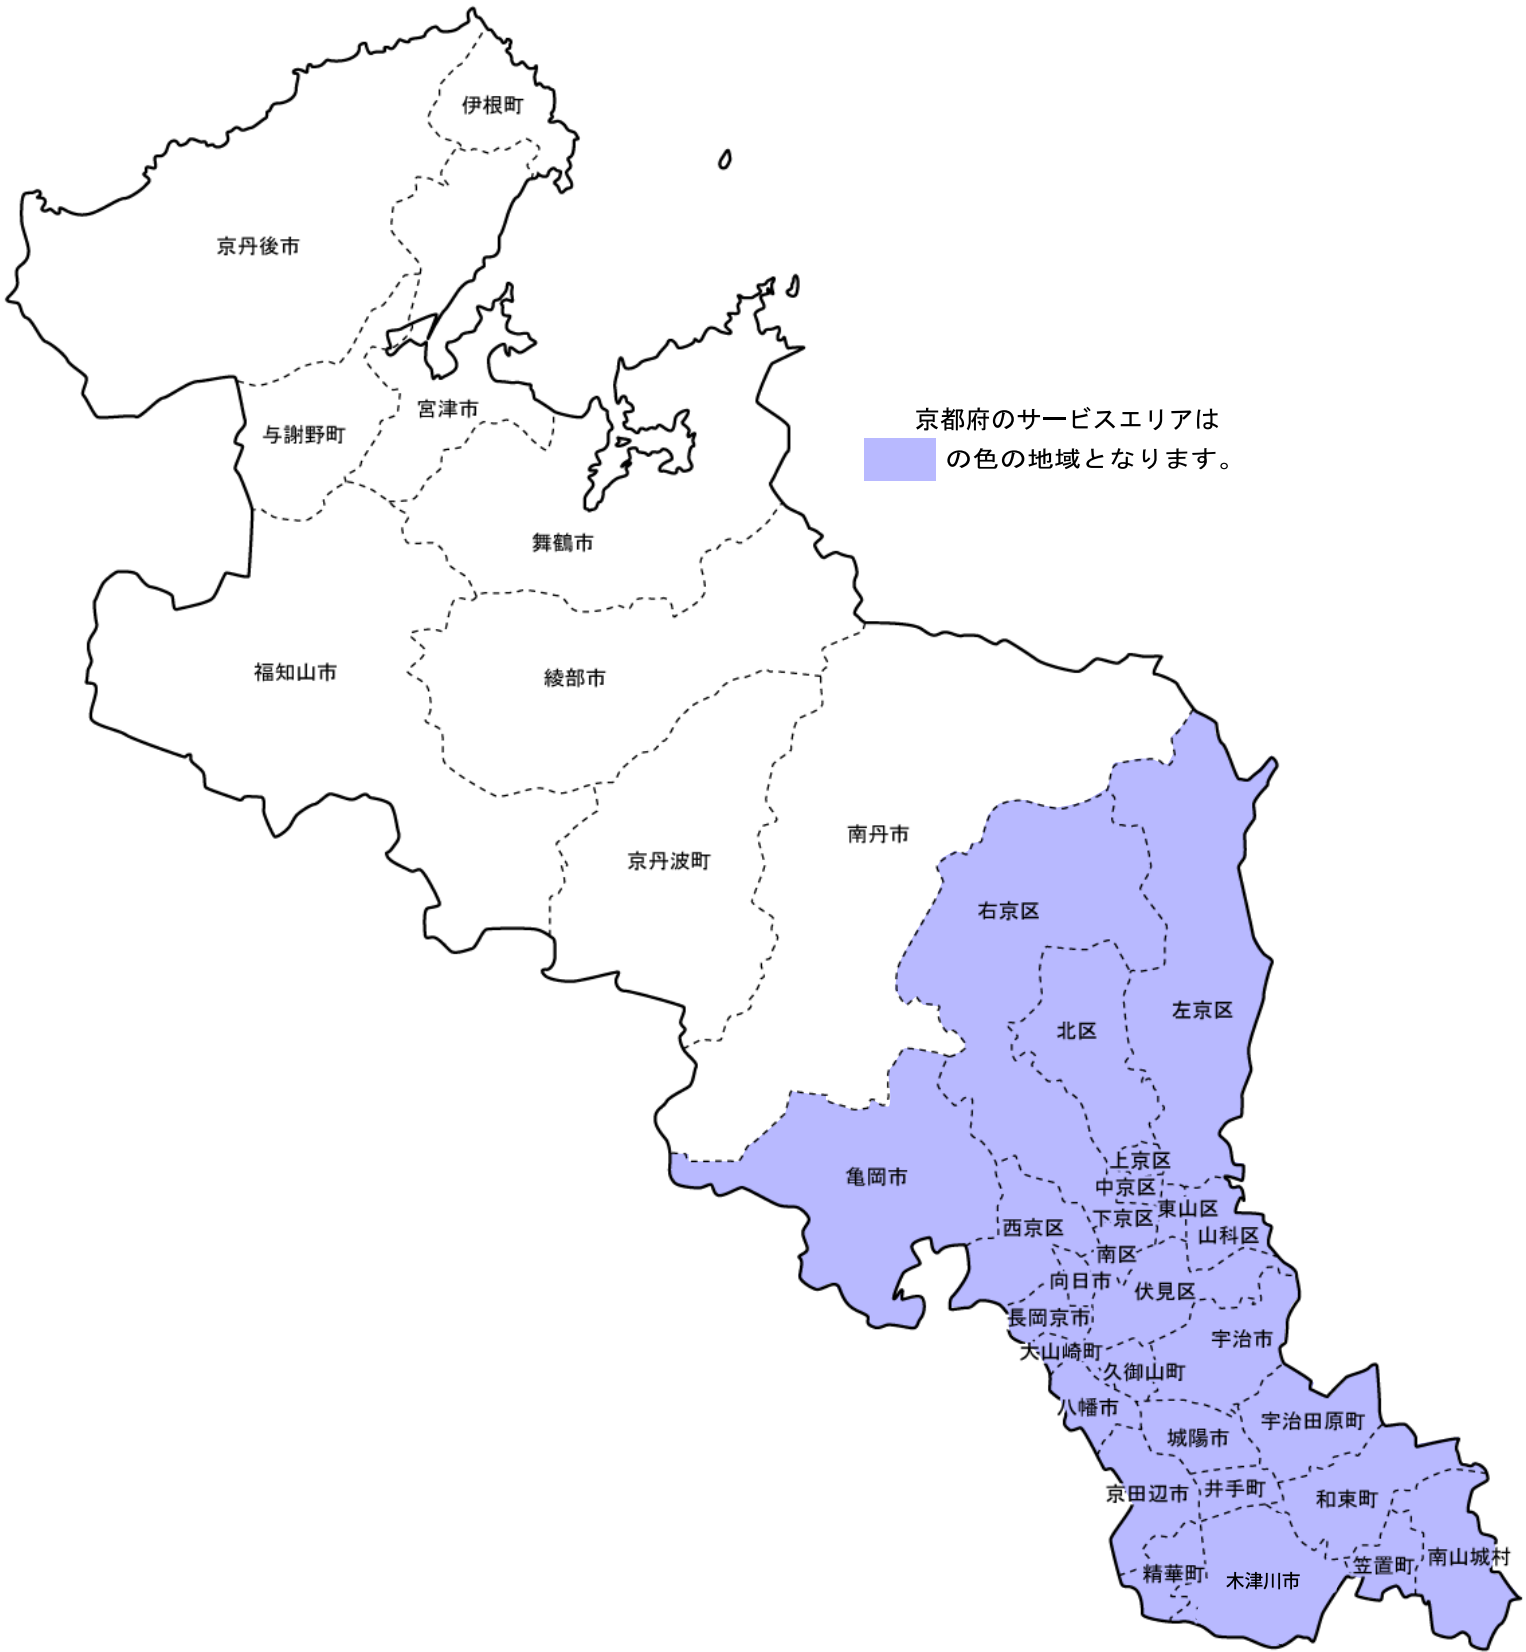 伊根町
京丹後市
宮津市
与謝野町
京都府のサービスエリアは
の色の地域となります。
舞鶴市
福知山市
綾部市
南丹市
京丹波町
右京区
左京区
北区
上京区
亀岡市
中京区
東山区
下京区
西京区
山科区
南区
向日市
伏見区
長岡京市
宇治市
大山崎町
久御山町
八幡市
宇治田原町
城陽市
井手町
京田辺市
和束町
南山城村
笠置町
精華町
木津川市